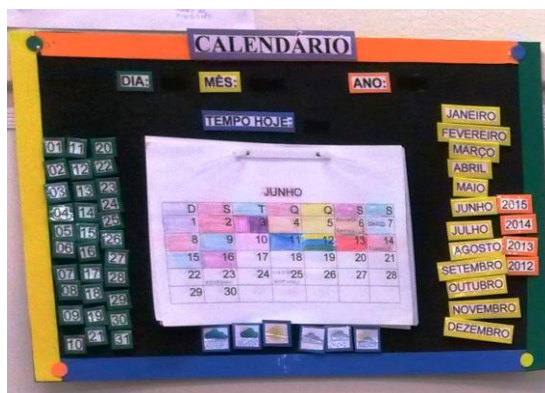 CALENDÁRIO
DIA: MÊS: ANO:
TEMPO HOJE:
01 11 20
02 12 22
03 13 23
04 14 24
05 15 25
06 16 26
07 17 27
08 18 28
09 19 29
10 21 30
31
JUNHO
D S T Q Q S S
1 2 3 4 5 6 7
8 9 10 11 12 13 14
15 16 17 18 19 20 21
22 23 24 25 26 27 28
29 30
JANEIRO
FEVEREIRO
MARÇO
ABRIL
MAIO
JUNHO 2015
JULHO 2014
AGOSTO 2013
SETEMBRO 2012
OUTUBRO
NOVEMBRO
DEZEMBRO